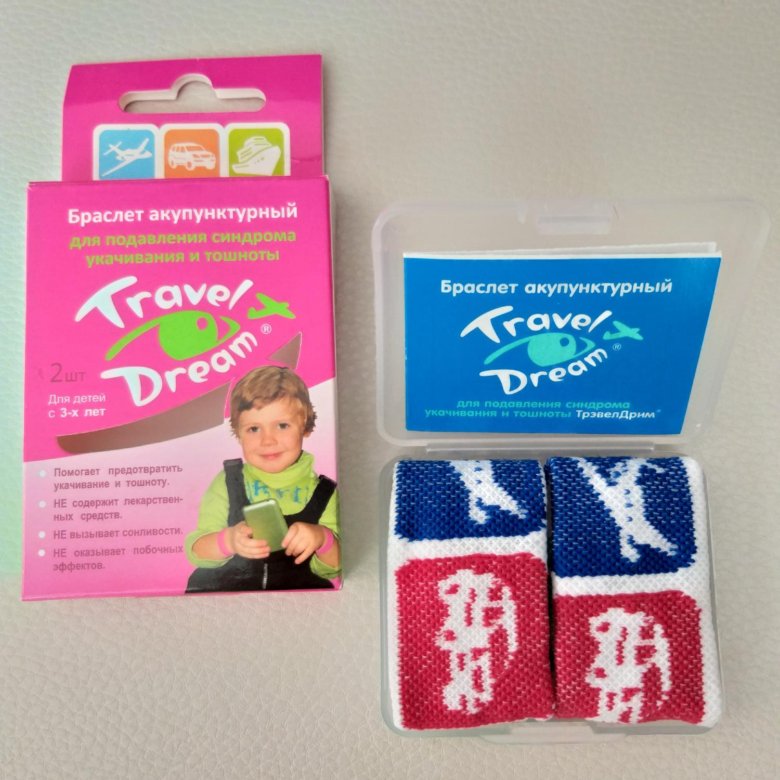 Браслет акупунктурный
для подавления синдрома
укачивания и тошноты
Travel
Dream®
2шт
Для детей
с 3-х лет
• Помогает предотвратить
укачивание и тошноту.
• НЕ содержит лекарствен-
ных средств.
• НЕ вызывает сонливости.
• НЕ оказывает побочных
эффектов.
Браслет акупунктурный
Travel
Dream®
для подавления синдрома
укачивания и тошноты ТрэвелДрим®